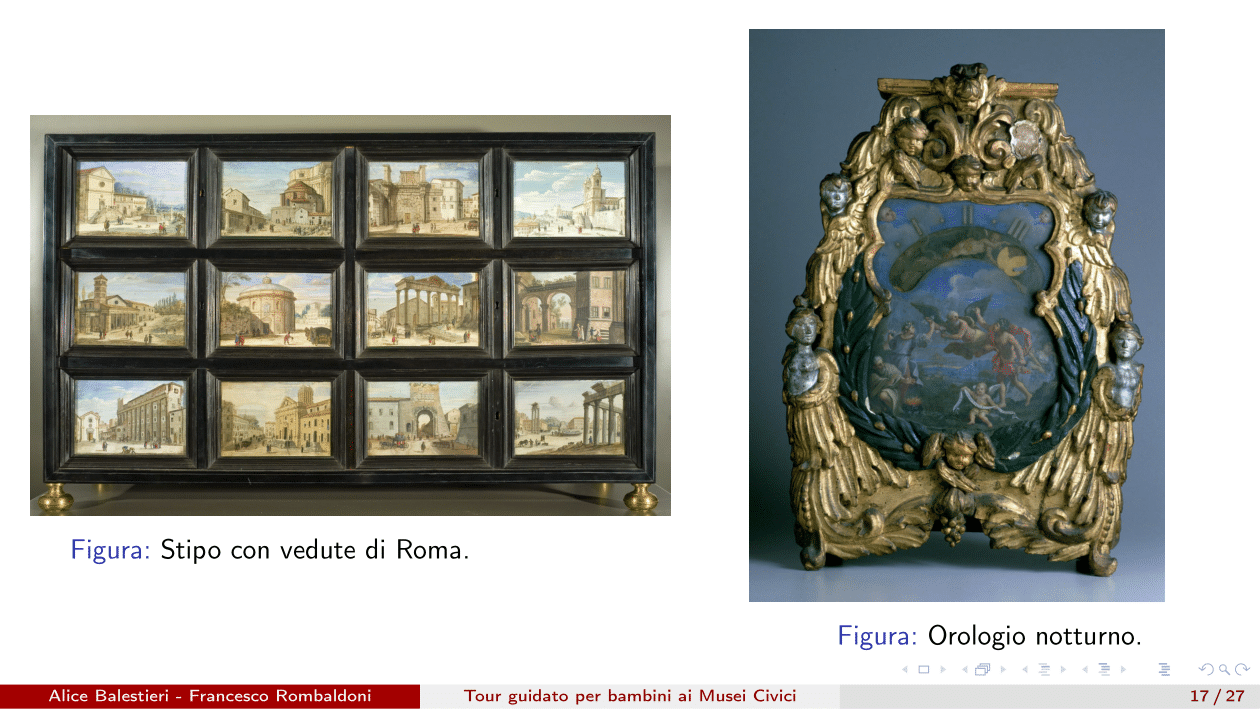 Figura: Stipo con vedute di Roma.
Figura: Orologio notturno.
Alice Balestieri - Francesco Rombaldoni
Tour guidato per bambini ai Musei Civici
17 / 27